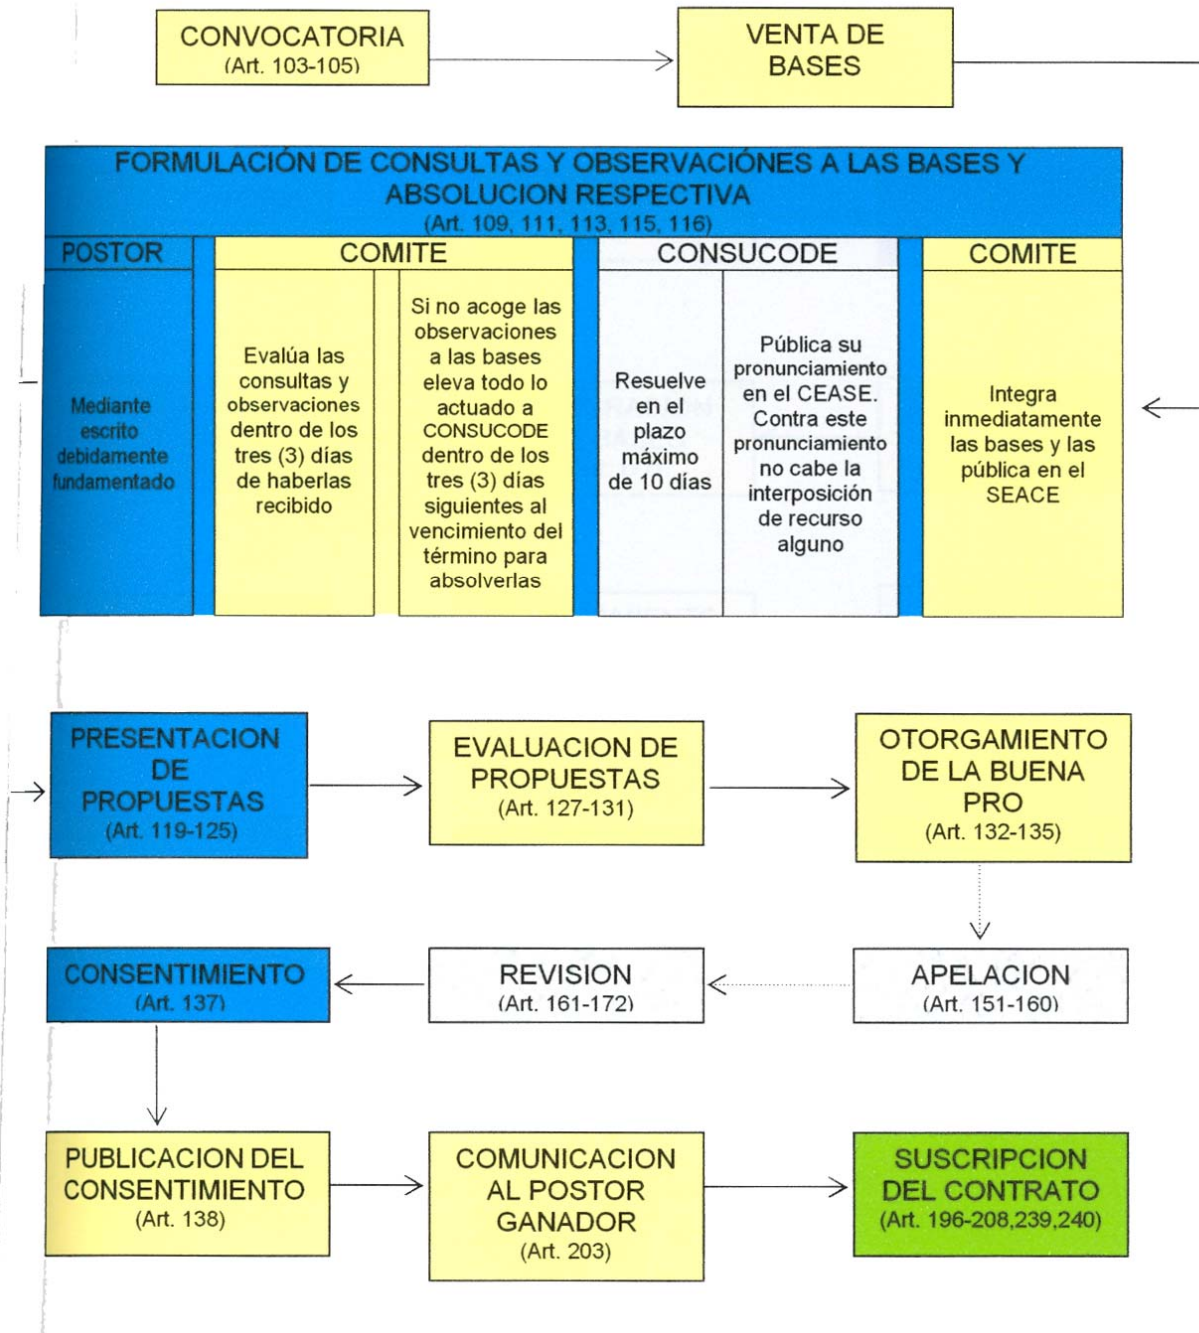 CONVOCATORIA
(Art. 103-105)
VENTA DE
BASES
FORMULACIÓN DE CONSULTAS Y OBSERVACIÓNES A LAS BASES Y
ABSOLUCION RESPECTIVA
(Art. 109, 111, 113, 115, 116)
POSTOR
COMITE
CONSUCODE
COMITE
Mediante
escrito
debidamente
fundamentado
Evalúa las
consultas y
observaciones
dentro de los
tres (3) días
de haberlas
recibido
Si no acoge las
observaciones
a las bases
eleva todo lo
actuado a
CONSUCODE
dentro de los
tres (3) días
siguientes al
vencimiento del
término para
absolverlas
Resuelve
en el
plazo
máximo
de 10 días
Pública su
pronunciamiento
en el CEASE.
Contra este
pronunciamiento
no cabe la
interposición
de recurso
alguno
Integra
inmediatamente
las bases y las
pública en el
SEACE
PRESENTACION
DE
PROPUESTAS
(Art. 119-125)
EVALUACION DE
PROPUESTAS
(Art. 127-131)
OTORGAMIENTO
DE LA BUENA
PRO
(Art. 132-135)
CONSENTIMIENTO
(Art. 137)
REVISION
(Art. 161-172)
APELACION
(Art. 151-160)
PUBLICACION DEL
CONSENTIMIENTO
(Art. 138)
COMUNICACION
AL POSTOR
GANADOR
(Art. 203)
SUSCRIPCION
DEL CONTRATO
(Art. 196-208,239,240)